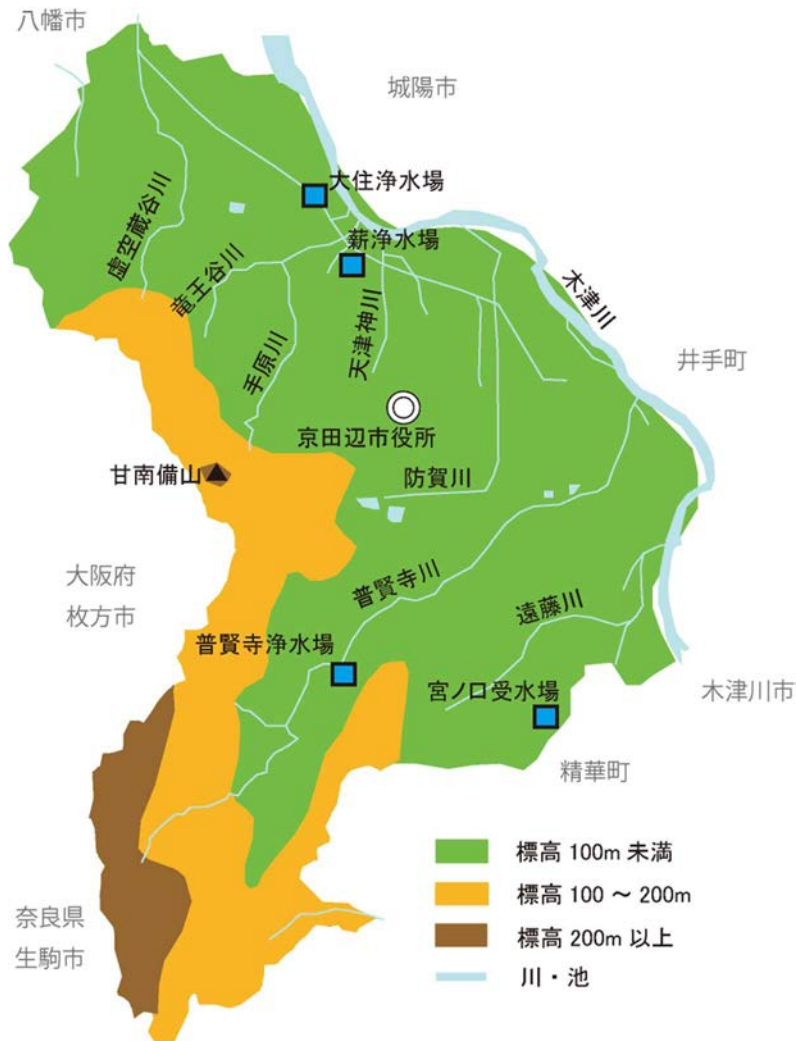 八幡市
城陽市
大住浄水場
薪浄水場
虚空蔵谷川
竜王谷川
手原川
天津神川
木津川
井手町
京田辺市役所
甘南備山
防賀川
大阪府
枚方市
普賢寺川
遠藤川
普賢寺浄水場
宮ノ口受水場
木津川市
精華町
標高 100m 未満
標高 100 ～ 200m
標高 200m 以上
川・池
奈良県
生駒市